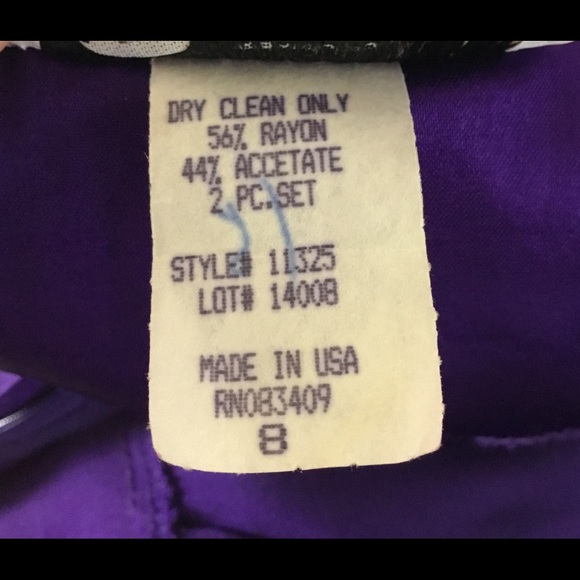 DRY CLEAN ONLY
56% RAYON
44% ACCETATE
2 PC.SET
STYLE# 11325
LOT# 14008
MADE IN USA
RN083409
8